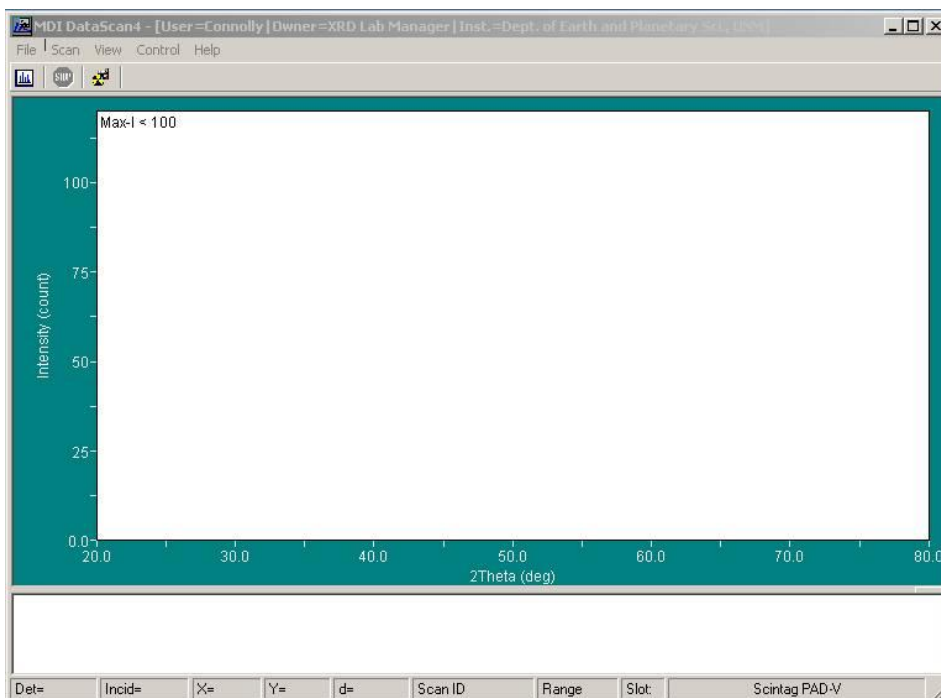 MDI DataScan4 - [User=Connolly|Owner=XRD Lab Manager|Inst.=Dept. of Earth and Planetary Sci,
File Scan View Control Help
STOP
Max-I < 100
100
75
50
25
0.0
Intensity (count)
20.0 30.0 40.0 50.0 60.0 70.0 80.0
2Theta (deg)
Det= Incid= X= Y= d= Scan ID Range Slot: Scintag PAD-V